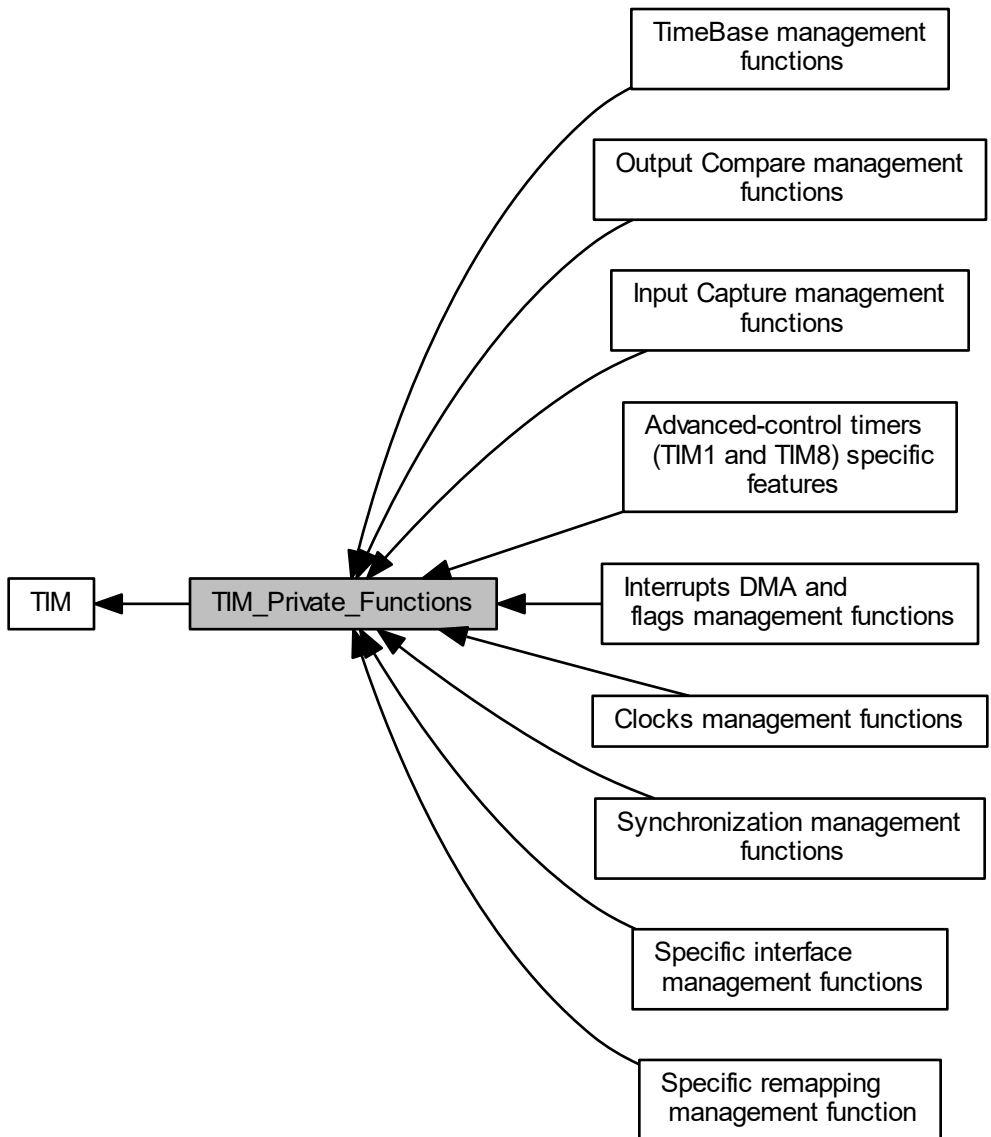 TimeBase management
functions
Output Compare management
functions
Input Capture management
functions
Advanced-control timers
(TIM1 and TIM8) specific
features
TIM
TIM_Private_Functions
Interrupts DMA and
flags management functions
Clocks management functions
Synchronization management
functions
Specific interface
management functions
Specific remapping
management function